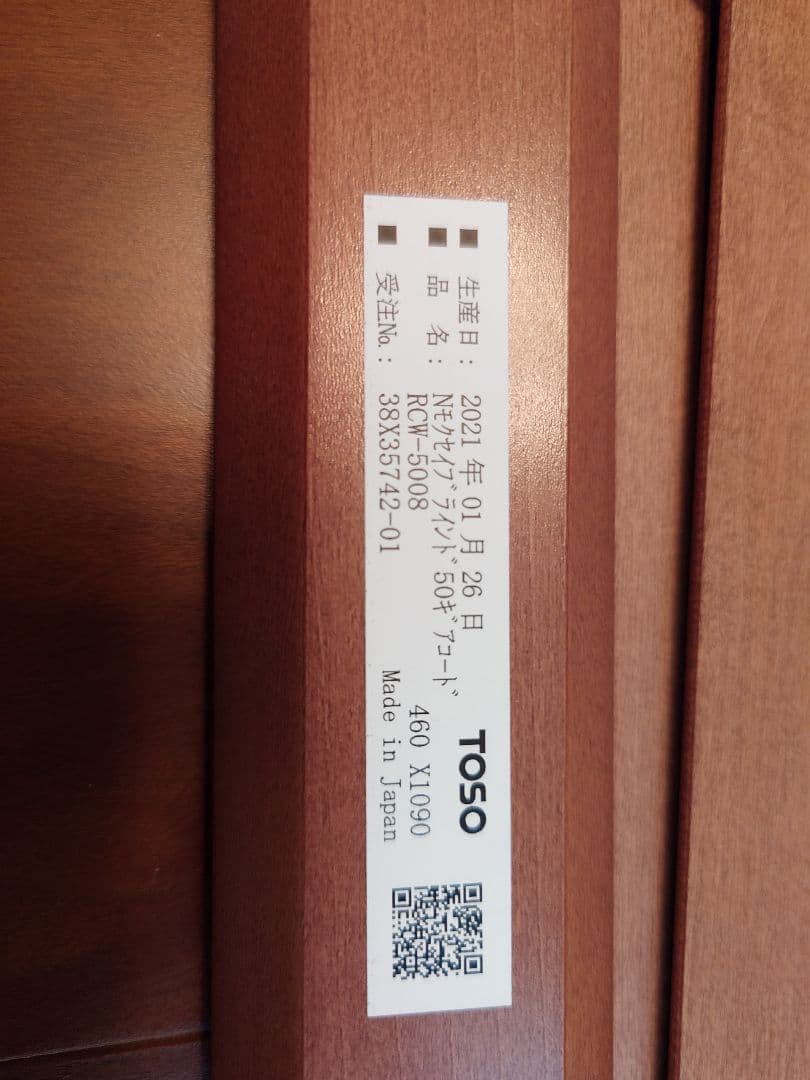 ■ 生産日: 2021 年 01 月 26 日
■ 品 名: Nﾓｸｾｲﾌﾞﾗｲﾝﾄﾞ50ｷﾞｱｺｰﾄﾞ
RCW-5008 460 X1090
■ 受注№: 38X35742-01 Made in Japan
TOSO